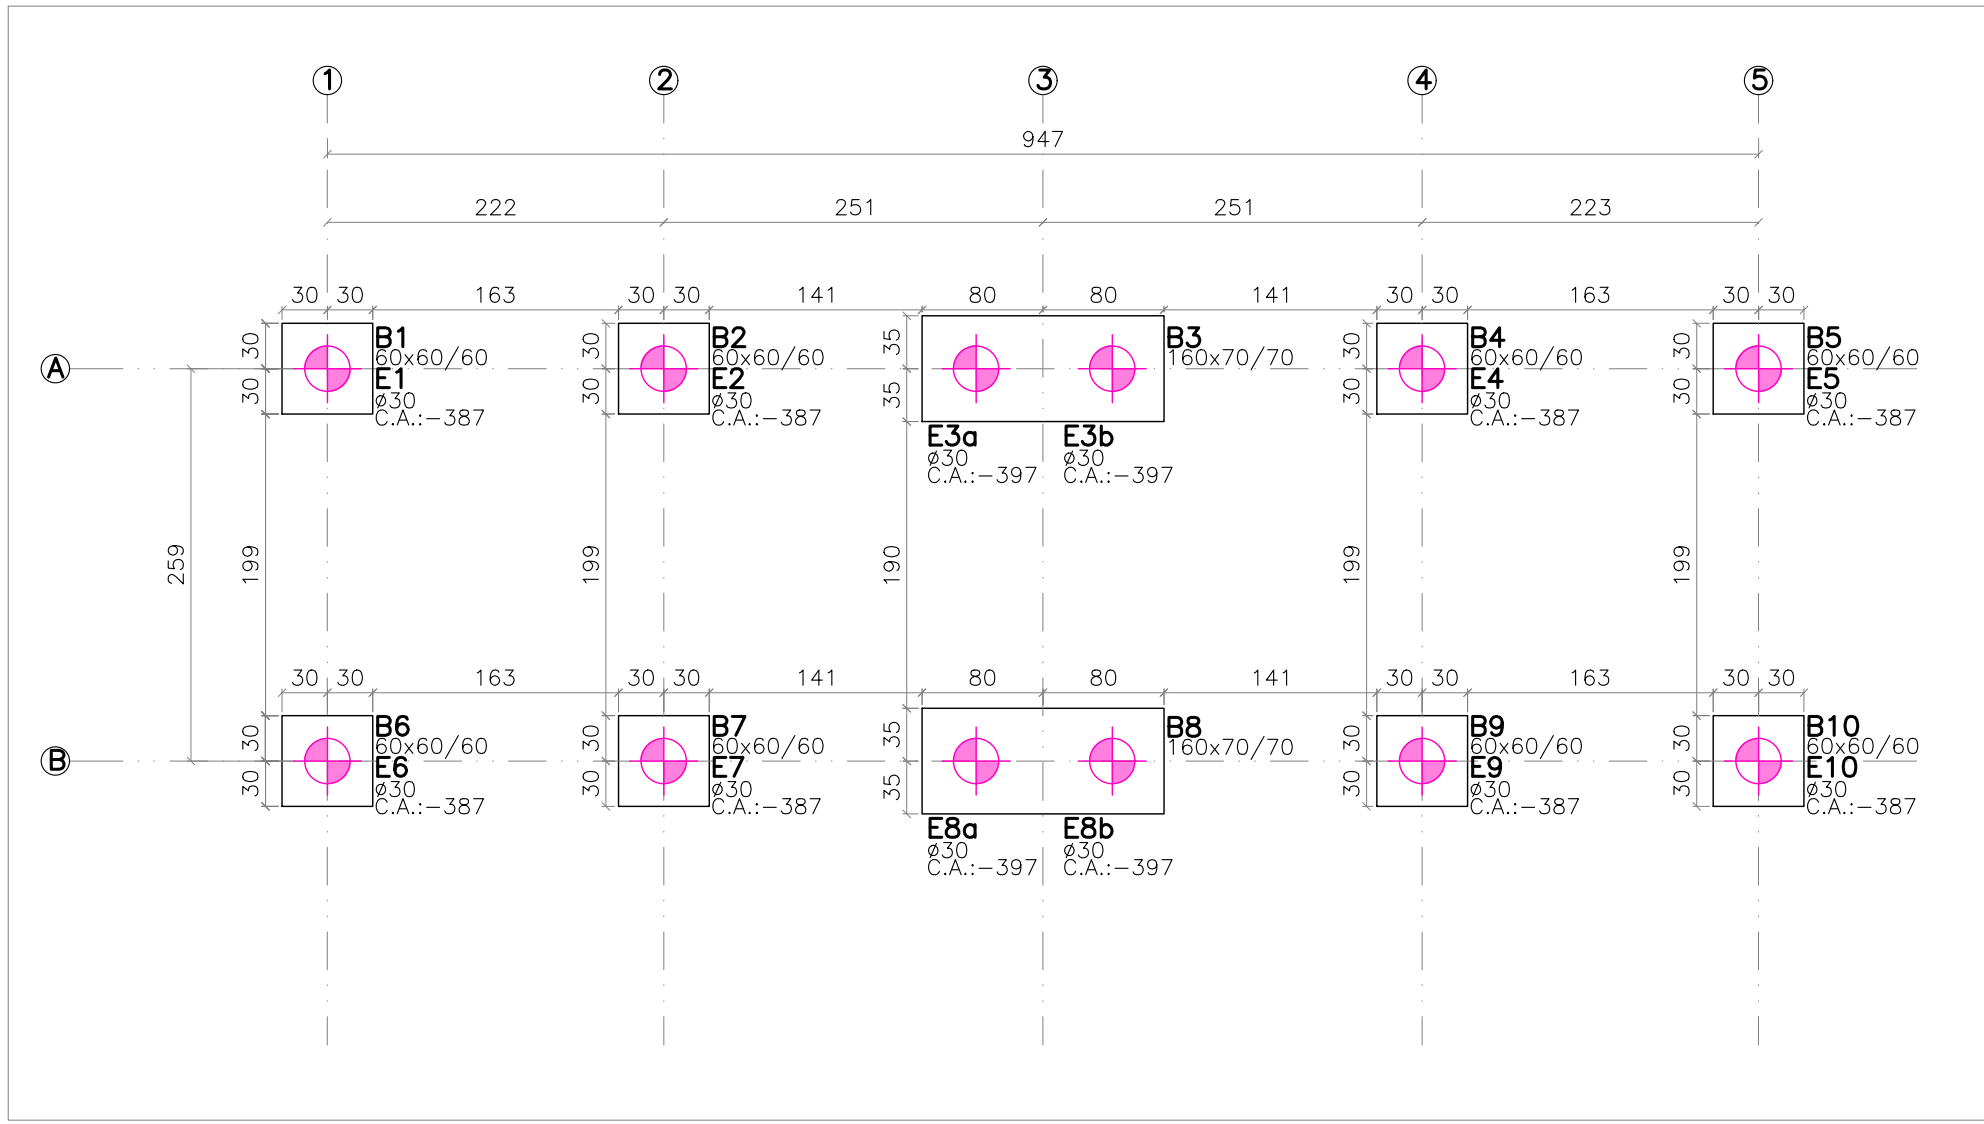 1 2 3 4 5
947
222 251 251 223
30 30 163 30 30 141 80 80 141 30 30 163 30 30
A
30 30 30 30 35 35 30 30 30 30
B1
60x60/60
E1
ø30
C.A.:-387
B2
60x60/60
E2
ø30
C.A.:-387
B3
160x70/70
E3a
ø30
C.A.:-397
E3b
ø30
C.A.:-397
B4
60x60/60
E4
ø30
C.A.:-387
B5
60x60/60
E5
ø30
C.A.:-387
259 199 199 190 199 199
30 30 163 30 30 141 80 80 141 30 30 163 30 30
B
30 30 30 30 35 35 30 30 30 30
B6
60x60/60
E6
ø30
C.A.:-387
B7
60x60/60
E7
ø30
C.A.:-387
B8
160x70/70
E8a
ø30
C.A.:-397
E8b
ø30
C.A.:-397
B9
60x60/60
E9
ø30
C.A.:-387
B10
60x60/60
E10
ø30
C.A.:-387